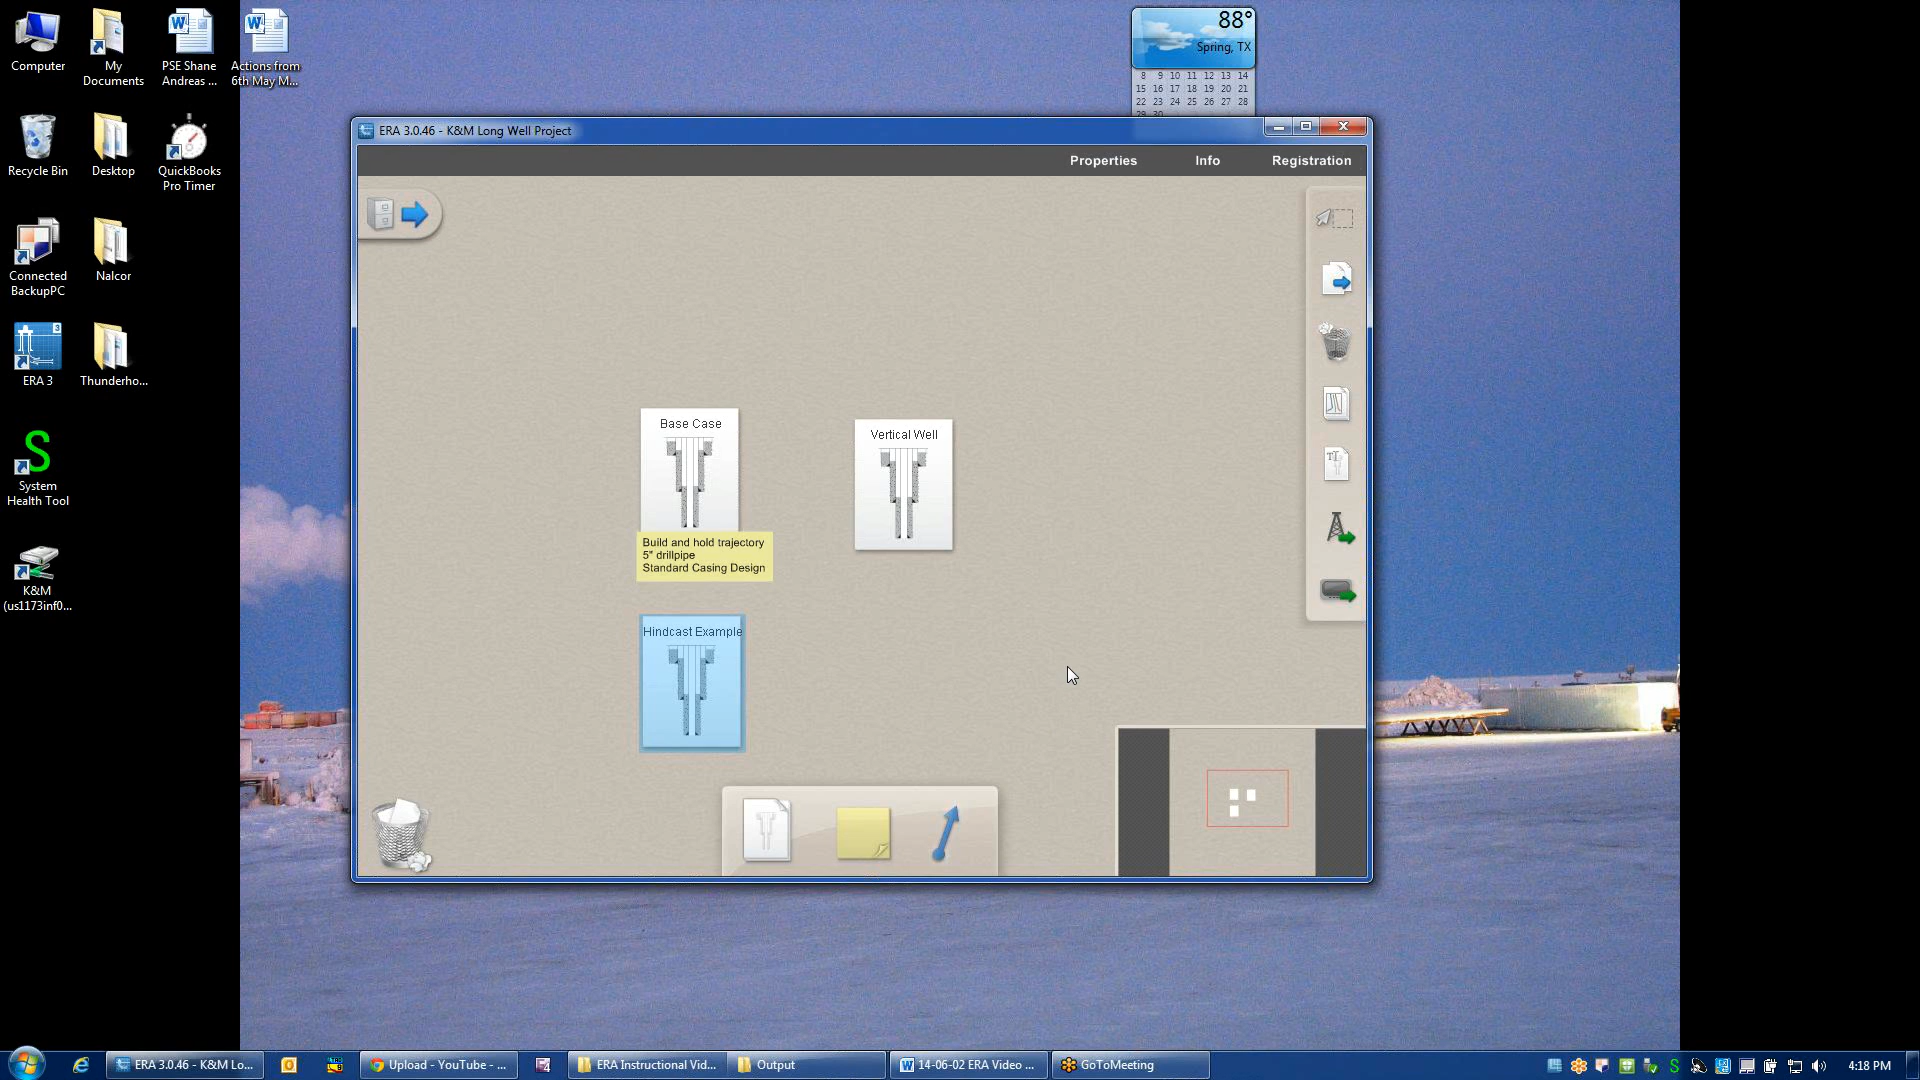 Computer
My
Documents
PSE Shane
Andreas ...
Actions from
6th May M...
Recycle Bin
Desktop
QuickBooks
Pro Timer
Connected
BackupPC
Nalcor
ERA 3
Thunderho...
S
System
Health Tool
K&M
(us1173inf0...
88°
Spring, TX
8 9 10 11 12 13 14
15 16 17 18 19 20 21
22 23 24 25 26 27 28
29 30
ERA 3.0.46 - K&M Long Well Project
Properties
Info
Registration
Base Case
Build and hold trajectory
5" drillpipe
Standard Casing Design
Vertical Well
Hindcast Example
ERA 3.0.46 - K&M Lo...
Upload - YouTube - ...
ERA Instructional Vid...
Output
14-06-02 ERA Video ...
GoToMeeting
4:18 PM